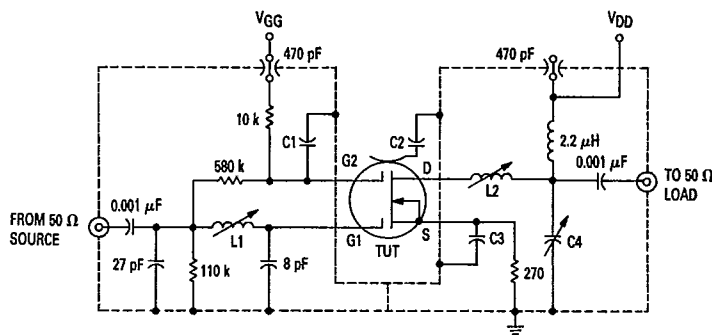 VGG
VDD
470 pF
470 pF
10 k
C1
C2
2.2 μH
0.001 μF
580 k
G2
D
L2
TO 50 Ω
LOAD
0.001 μF
FROM 50 Ω
SOURCE
L1
G1
TUT
S
C3
C4
27 pF
110 k
8 pF
270